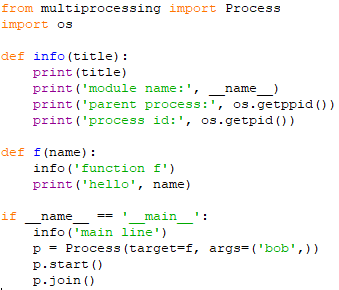 from multiprocessing import Process
import os

def info(title):
    print(title)
    print('module name:', __name__)
    print('parent process:', os.getppid())
    print('process id:', os.getpid())

def f(name):
    info('function f')
    print('hello', name)

if __name__ == '__main__':
    info('main line')
    p = Process(target=f, args=('bob',))
    p.start()
    p.join()